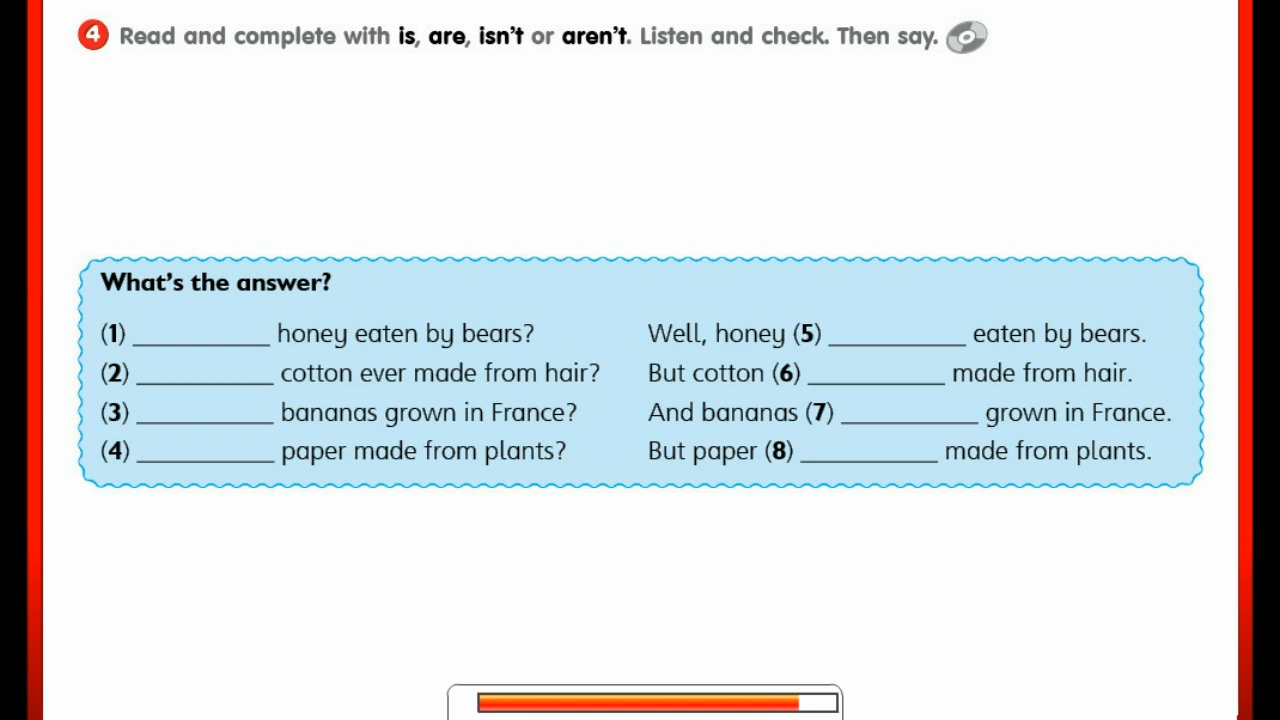 4 Read and complete with is, are, isn't or aren't. Listen and check. Then say.
What's the answer?
(1) __________ honey eaten by bears?
(2) __________ cotton ever made from hair?
(3) __________ bananas grown in France?
(4) __________ paper made from plants?
Well, honey (5) __________ eaten by bears.
But cotton (6) __________ made from hair.
And bananas (7) __________ grown in France.
But paper (8) __________ made from plants.